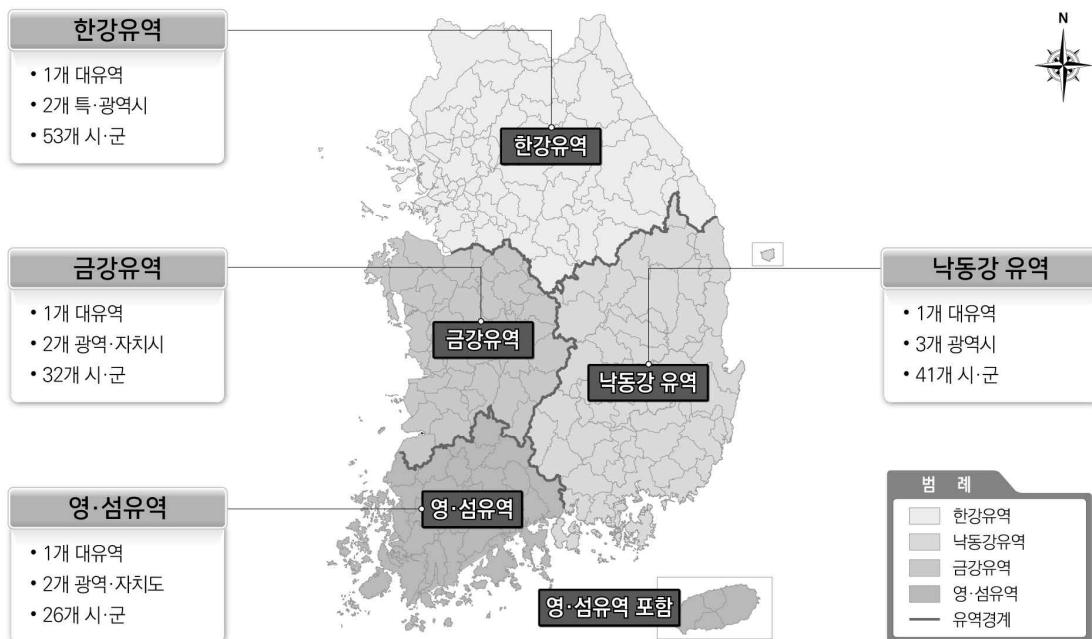 한강유역
• 1개 대유역
• 2개 특·광역시
• 53개 시·군
N
한강유역
금강유역
• 1개 대유역
• 2개 광역·자치시
• 32개 시·군
금강유역
낙동강 유역
낙동강 유역
• 1개 대유역
• 3개 광역시
• 41개 시·군
영·섬유역
• 1개 대유역
• 2개 광역·자치도
• 26개 시·군
영·섬유역
영·섬유역 포함
범 례
한강유역
낙동강유역
금강유역
영·섬유역
유역경계